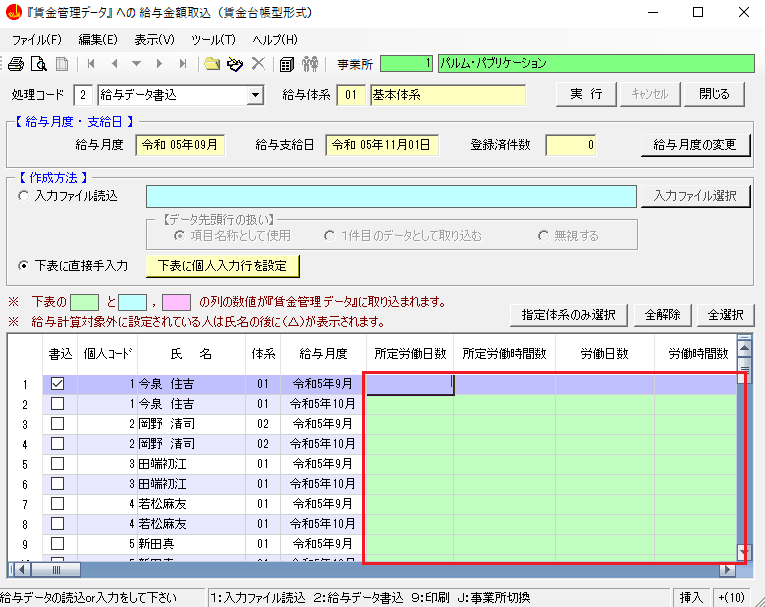 『賃金管理データ』への 給与金額取込（賃金台帳型形式）
ファイル(F) 編集(E) 表示(V) ツール(T) ヘルプ(H)
事業所 1 パルム・パブリケーション
処理コード 2 給与データ書込 給与体系 01 基本体系 実 行 キャンセル 閉じる
【 給与月度・支給日 】
給与月度 令和 05年09月 給与支給日 令和 05年11月01日 登録済件数 0 給与月度の変更
【 作成方法 】
入力ファイル読込 入力ファイル選択
【データ先頭行の扱い】
項目名称として使用 1件目のデータとして取り込む 無視する
下表に直接手入力 下表に個人入力行を設定
※ 下表の と , の列の数値が『賃金管理データ』に取り込まれます。
※ 給与計算対象外に設定されている人は氏名の後に(△)が表示されます。
指定体系のみ選択 全解除 全選択
書込 個人コード 氏 名 体系 給与月度 所定労働日数 所定労働時間数 労働日数 労働時間数
1 1 今泉 住吉 01 令和5年9月
2 1 今泉 住吉 01 令和5年10月
3 2 岡野 清司 02 令和5年9月
4 2 岡野 清司 02 令和5年10月
5 3 田端初江 01 令和5年9月
6 3 田端初江 01 令和5年10月
7 4 若松麻友 01 令和5年9月
8 4 若松麻友 01 令和5年10月
9 5 新田真 01 令和5年9月
給与データの読込or入力をして下さい 1:入力ファイル読込 2:給与データ書込 9:印刷 J:事業所切換 挿入 +(10)